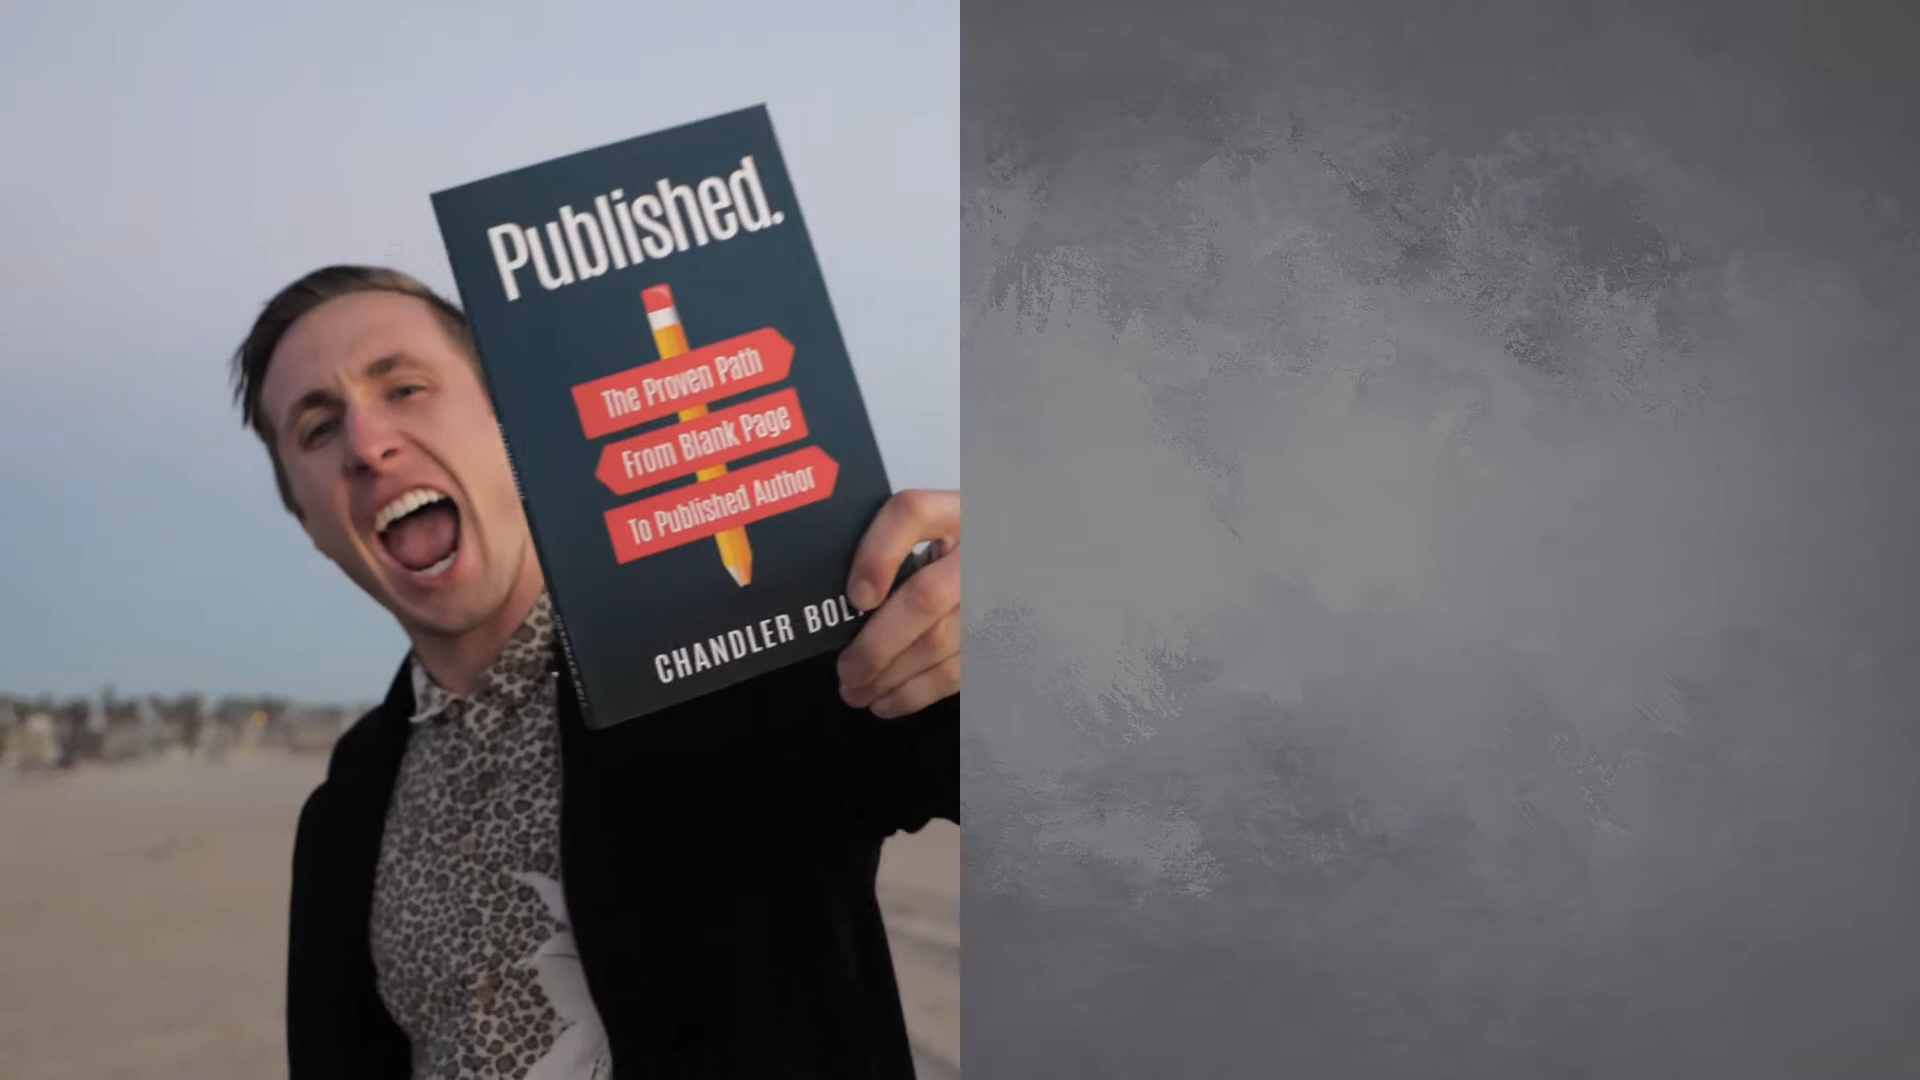 Published.
The Proven Path
From Blank Page
To Published Author
CHANDLER